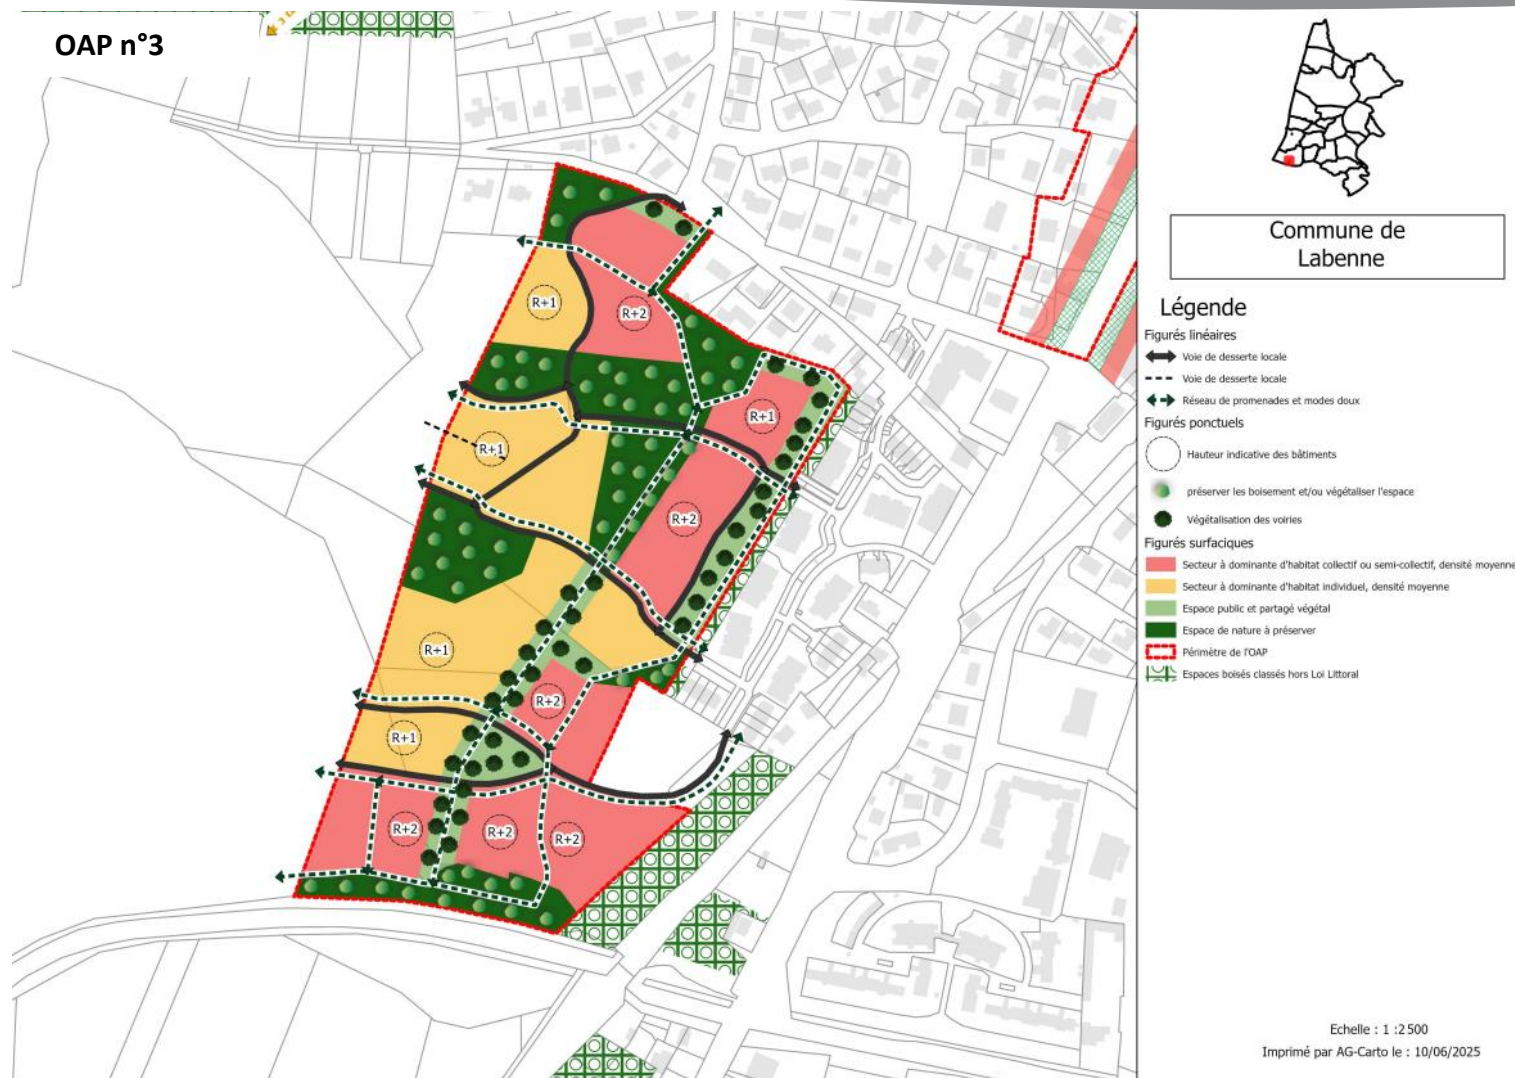 OAP n°3
R+1
R+2
R+1
R+1
R+2
R+1
R+2
R+1
R+2
R+2
R+2
Commune de
Labenne
Légende
Figurés linéaires
Voie de desserte locale
Voie de desserte locale
Réseau de promenades et modes doux
Figurés ponctuels
Hauteur indicative des bâtiments
préserver les boisement et/ou végétaliser l'espace
Végétalisation des voiries
Figurés surfaciques
Secteur à dominante d'habitat collectif ou semi-collectif, densité moyenne
Secteur à dominante d'habitat individuel, densité moyenne
Espace public et partagé végétal
Espace de nature à préserver
Périmètre de l'OAP
Espaces boisés classés hors Loi Littoral
Echelle : 1 :2 500
Imprimé par AG-Carto le : 10/06/2025